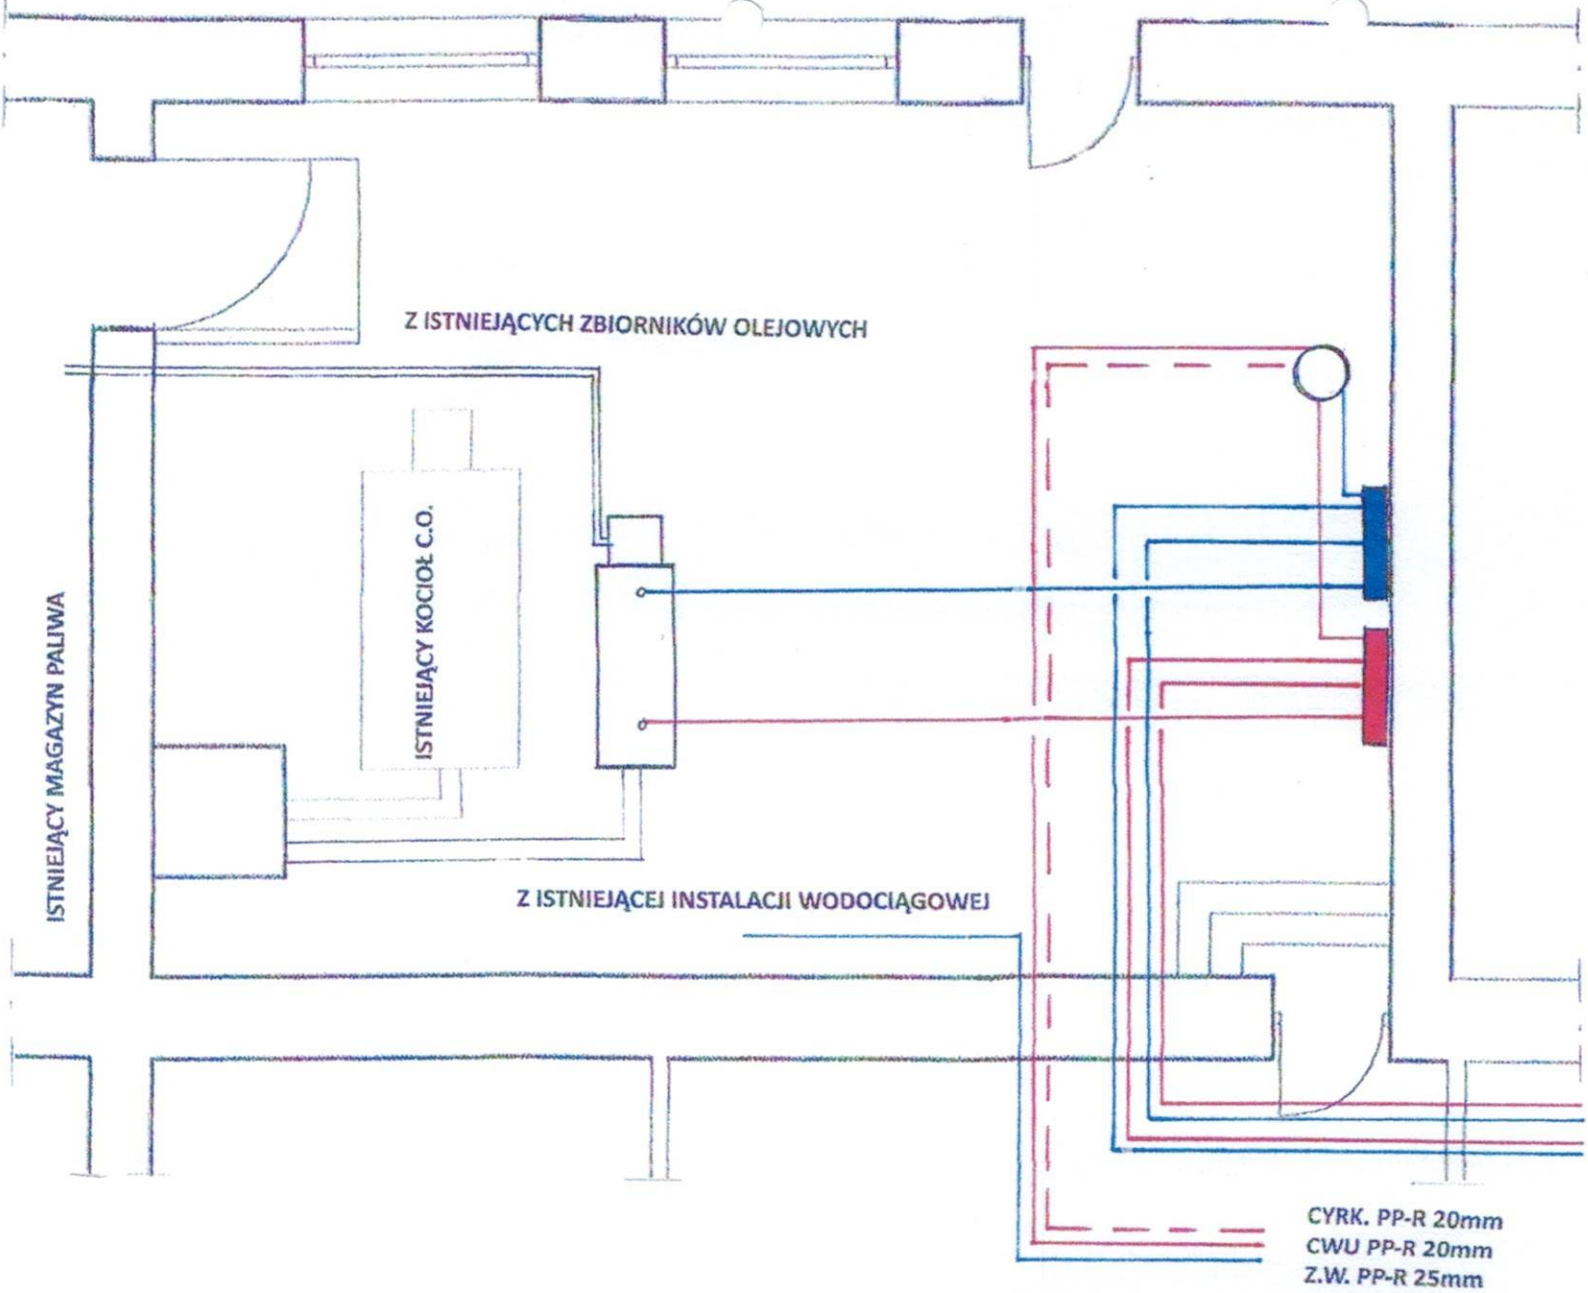 Z ISTNIEJĄCYCH ZBIORNIKÓW OLEJOWYCH
ISTNIEJĄCY KOCIOŁ C.O.
ISTNIEJĄCY MAGAZYN PALIWA
Z ISTNIEJĄCEJ INSTALACJI WODOCIĄGOWEJ
CYRK. PP-R 20mm
CWU PP-R 20mm
Z.W. PP-R 25mm